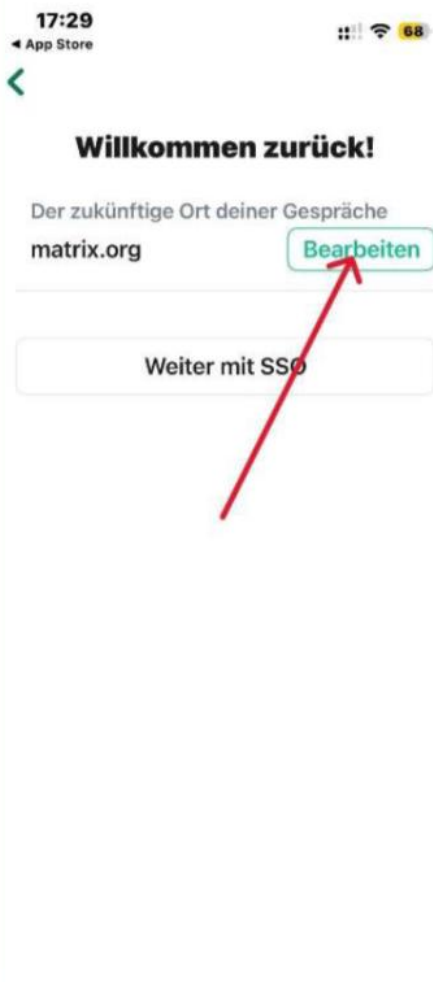 17:29
◀ App Store
68
Willkommen zurück!
Der zukünftige Ort deiner Gespräche
matrix.org
Bearbeiten
Weiter mit SSO